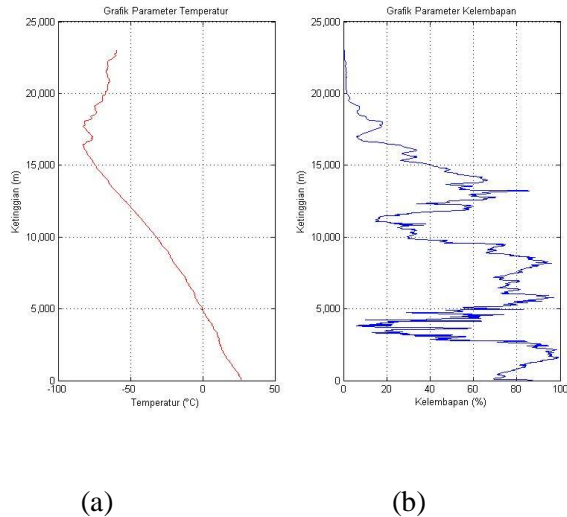 Grafik Parameter Temperatur
25,000
20,000
15,000
10,000
5,000
0
Ketinggian (m)
-100
-50
0
50
Temperatur (°C)
Grafik Parameter Kelembapan
25,000
20,000
15,000
10,000
5,000
0
Ketinggian (m)
0
20
40
60
80
100
Kelembapan (%)
(a)
(b)